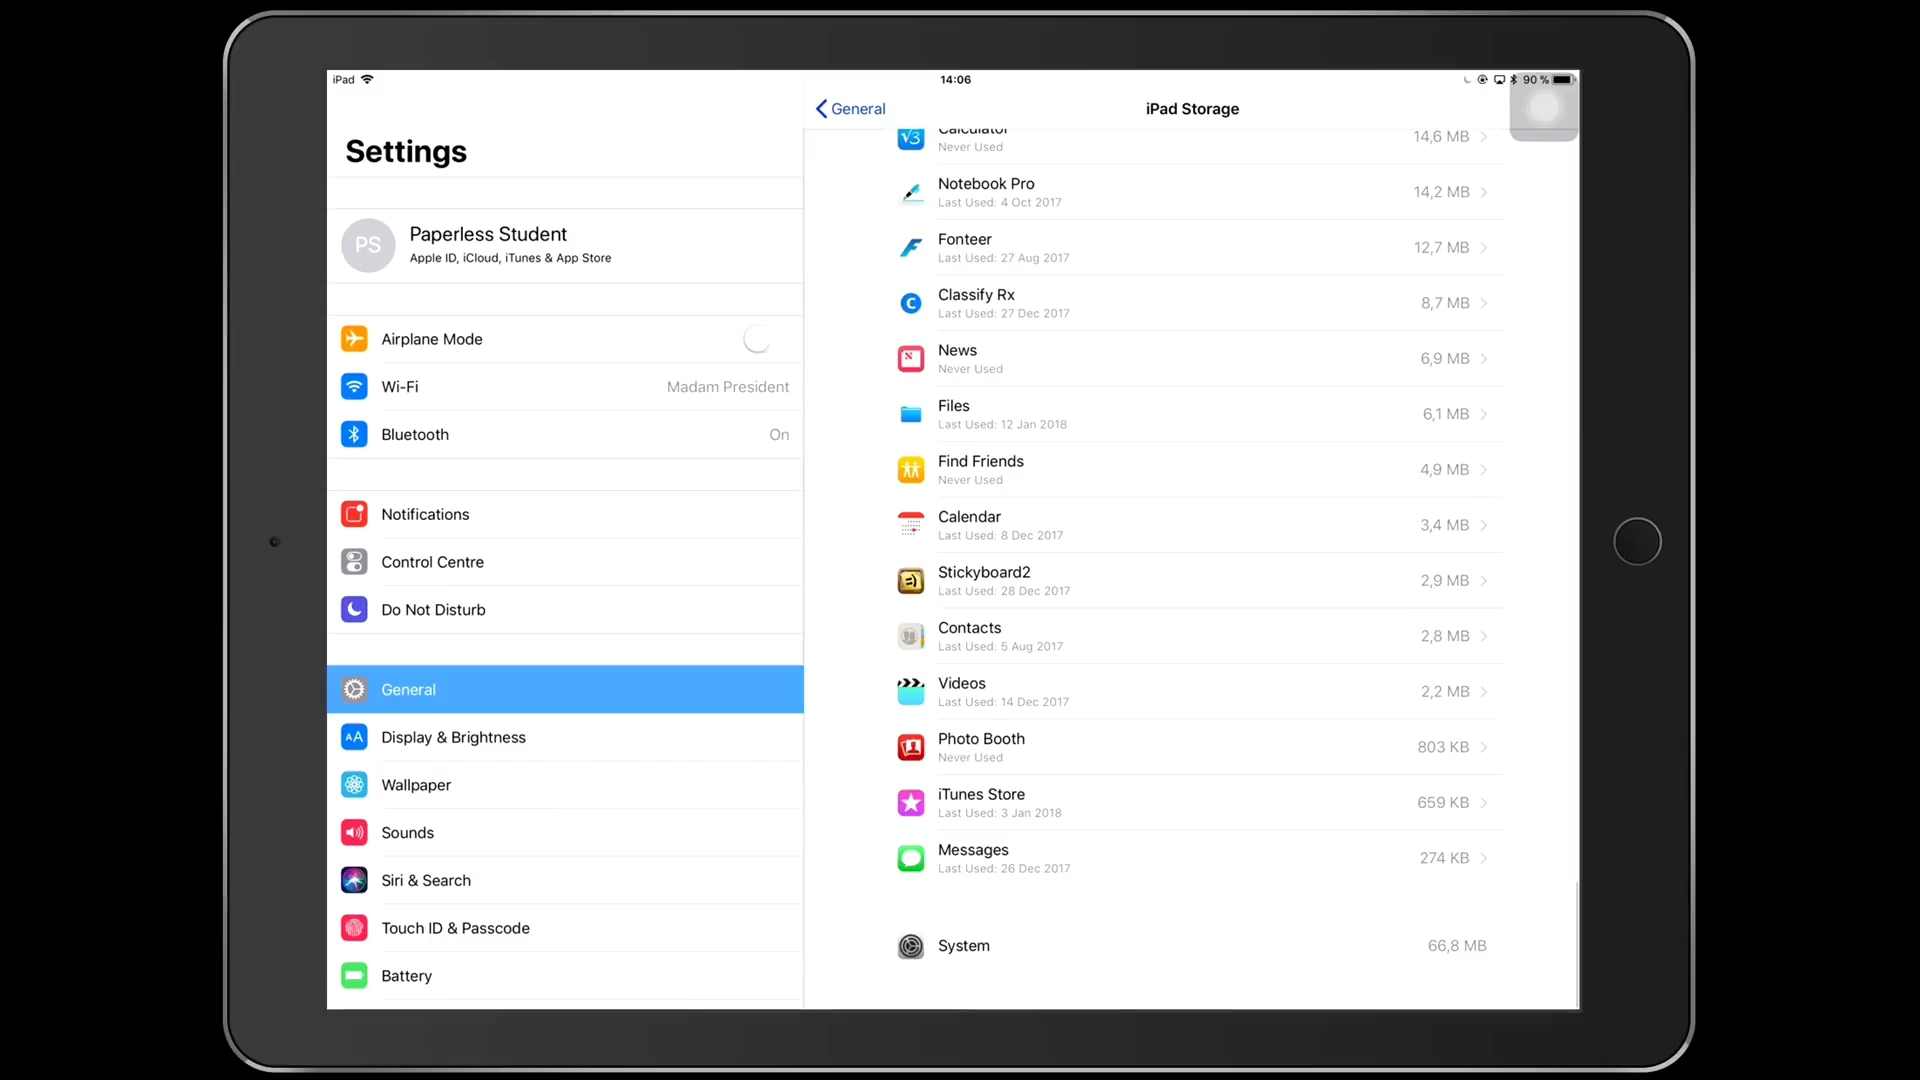 iPad
14:06
90 %
Settings
General
iPad Storage
Calculator
14,6 MB
Never Used
PS
Paperless Student
Apple ID, iCloud, iTunes & App Store
Airplane Mode
Wi-Fi
Madam President
Bluetooth
On
Notifications
Control Centre
Do Not Disturb
General
AA
Display & Brightness
Wallpaper
Sounds
Siri & Search
Touch ID & Passcode
Battery
√3
Notebook Pro
14,2 MB
Last Used: 4 Oct 2017
Fonteer
12,7 MB
Last Used: 27 Aug 2017
C
Classify Rx
8,7 MB
Last Used: 27 Dec 2017
News
6,9 MB
Never Used
Files
6,1 MB
Last Used: 12 Jan 2018
Find Friends
4,9 MB
Never Used
Calendar
3,4 MB
Last Used: 8 Dec 2017
Stickyboard2
2,9 MB
Last Used: 28 Dec 2017
Contacts
2,8 MB
Last Used: 5 Aug 2017
Videos
2,2 MB
Last Used: 14 Dec 2017
Photo Booth
803 KB
Never Used
iTunes Store
659 KB
Last Used: 3 Jan 2018
Messages
274 KB
Last Used: 26 Dec 2017
System
66,8 MB